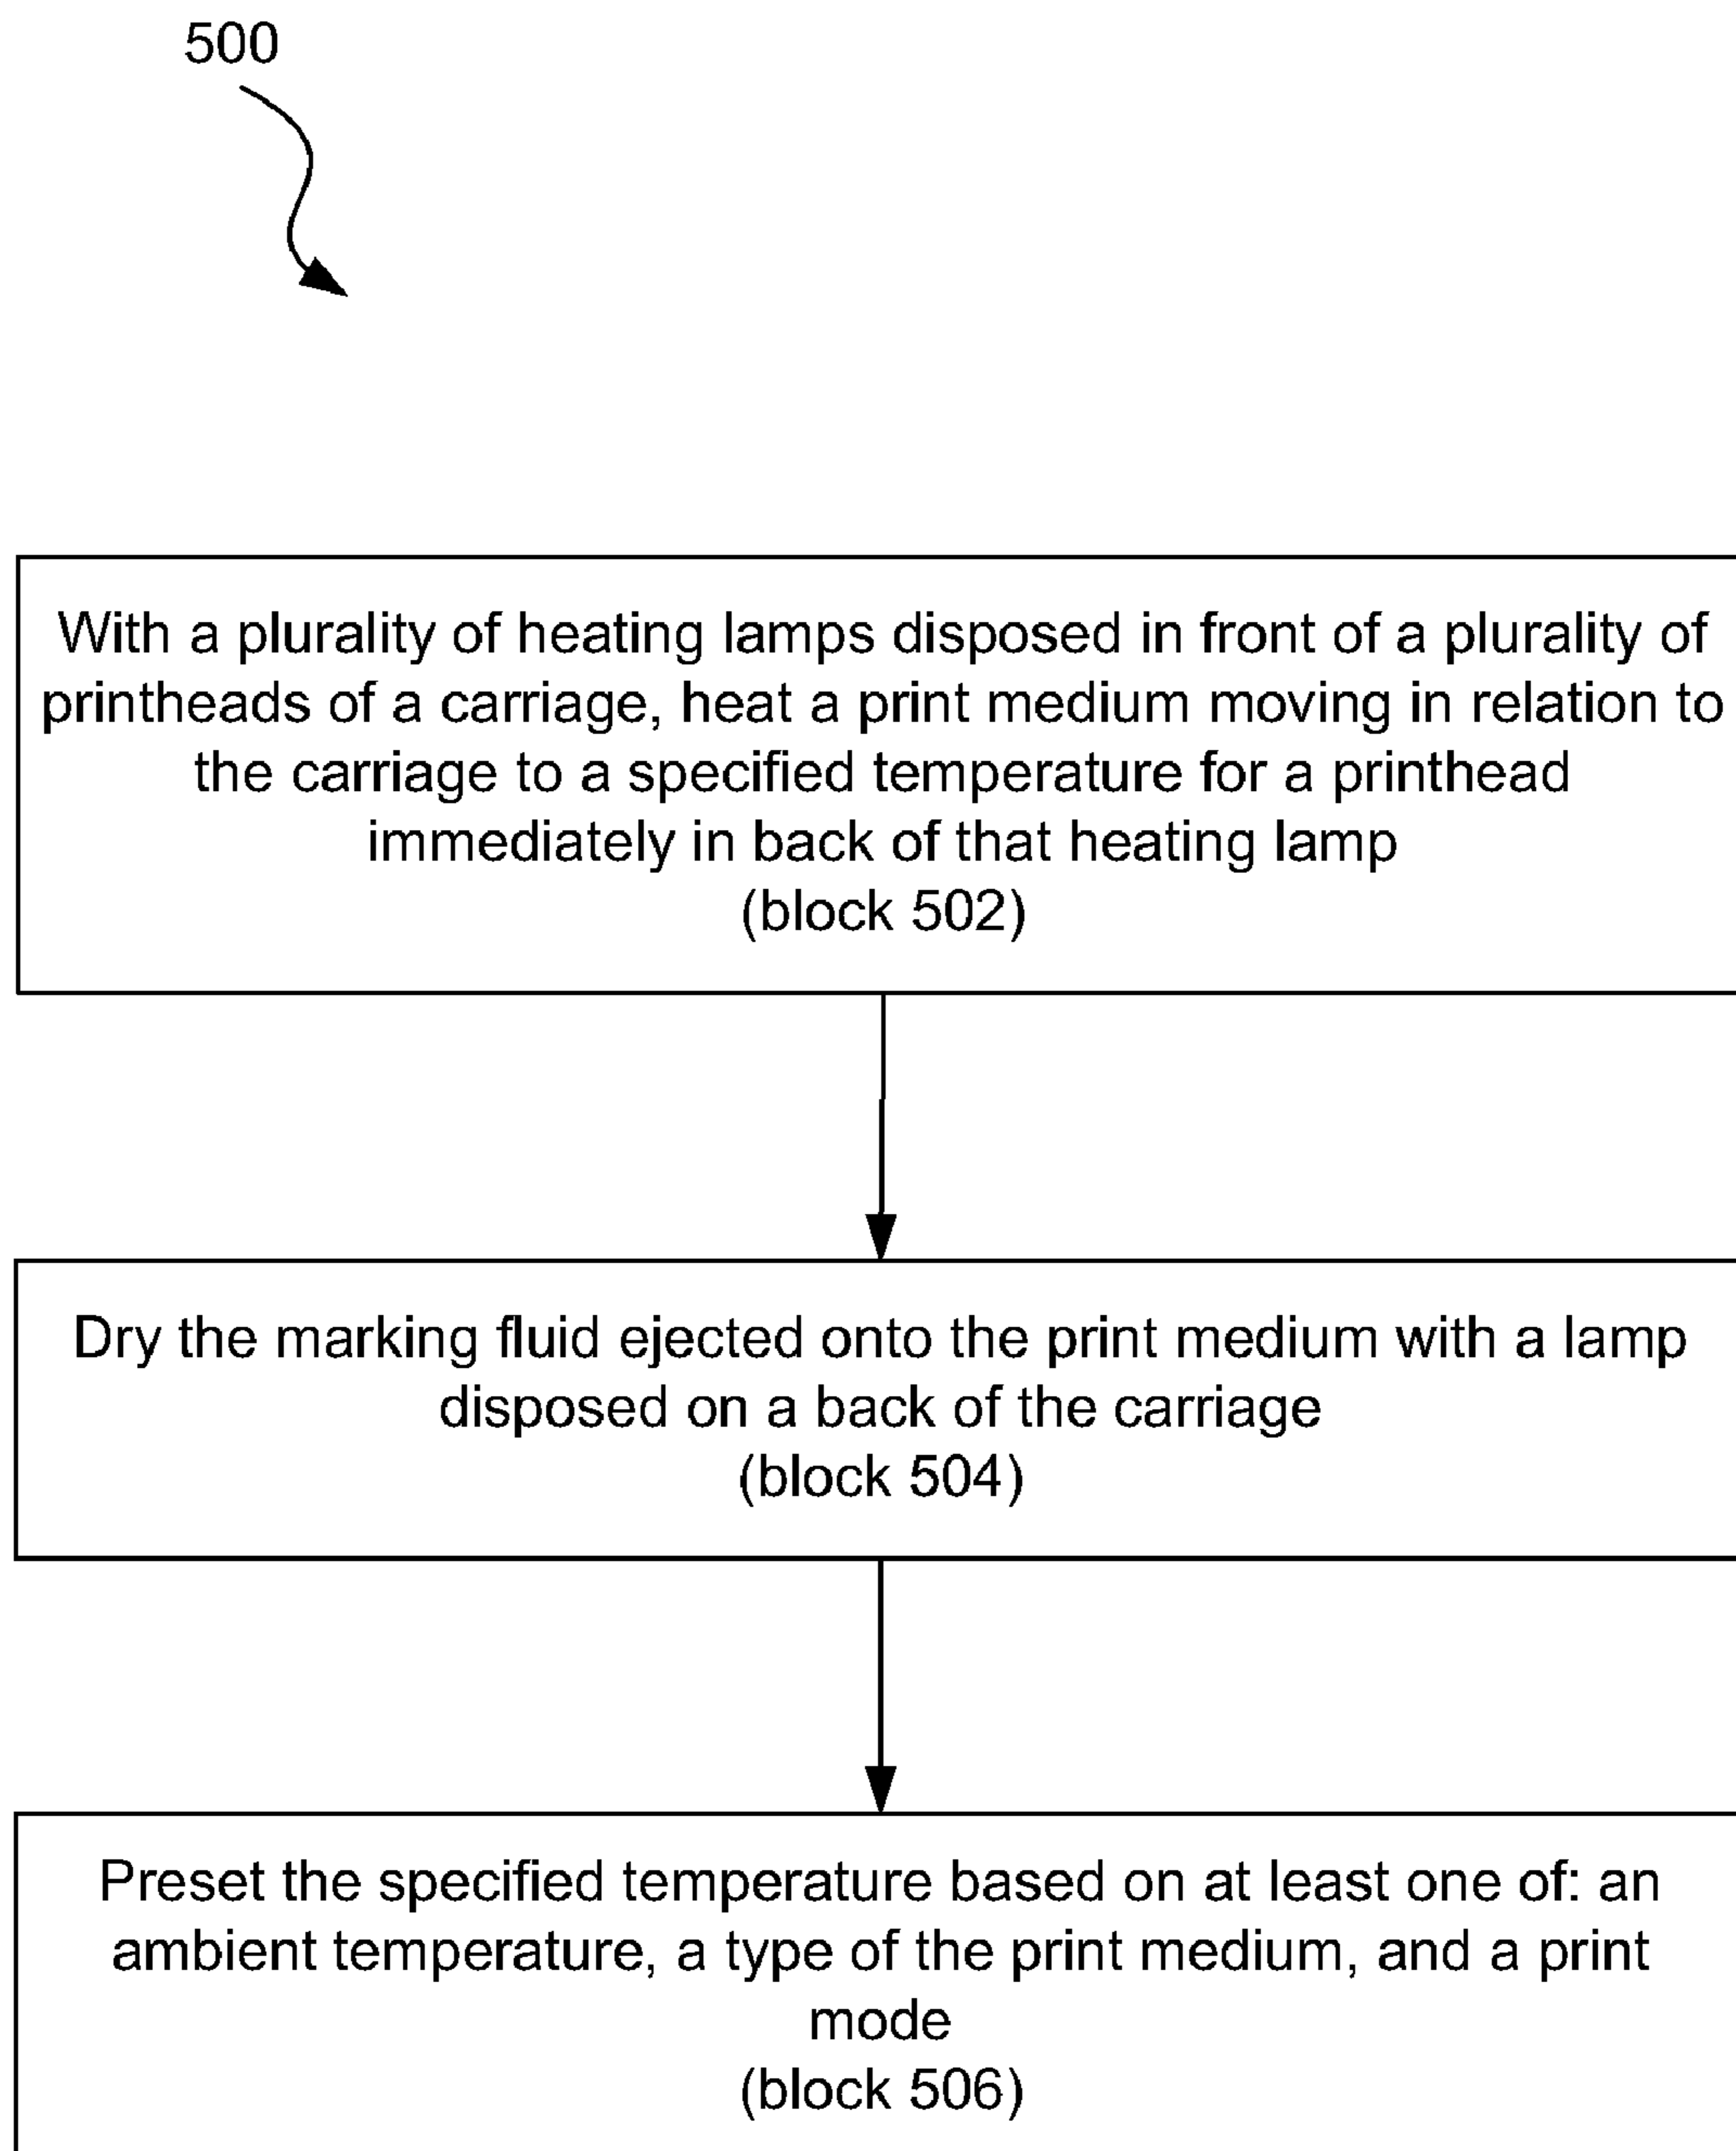 500
With a plurality of heating lamps disposed in front of a plurality of
printheads of a carriage, heat a print medium moving in relation to
the carriage to a specified temperature for a printhead
immediately in back of that heating lamp
(block 502)
Dry the marking fluid ejected onto the print medium with a lamp
disposed on a back of the carriage
(block 504)
Preset the specified temperature based on at least one of: an
ambient temperature, a type of the print medium, and a print
mode
(block 506)